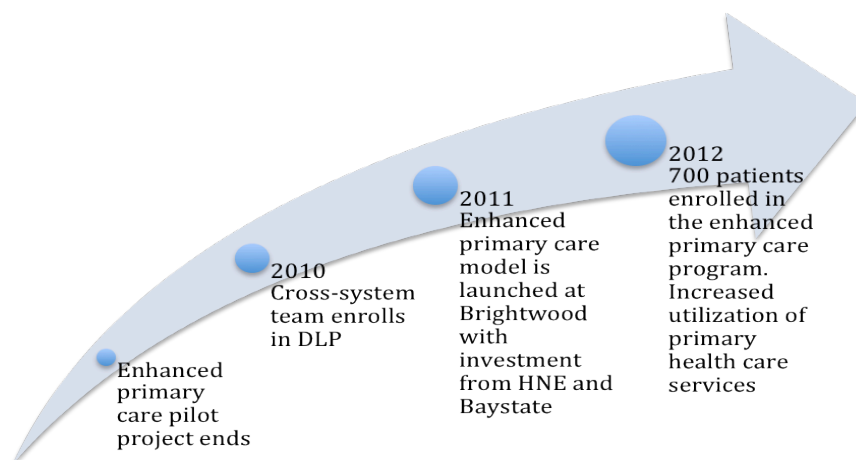 Enhanced
primary
care pilot
project ends
2010
Cross-system
team enrolls
in DLP
2011
Enhanced
primary care
model is
launched at
Brightwood
with
investment
from HNE and
Baystate
2012
700 patients
enrolled in
the enhanced
primary care
program.
Increased
utilization of
primary
health care
services